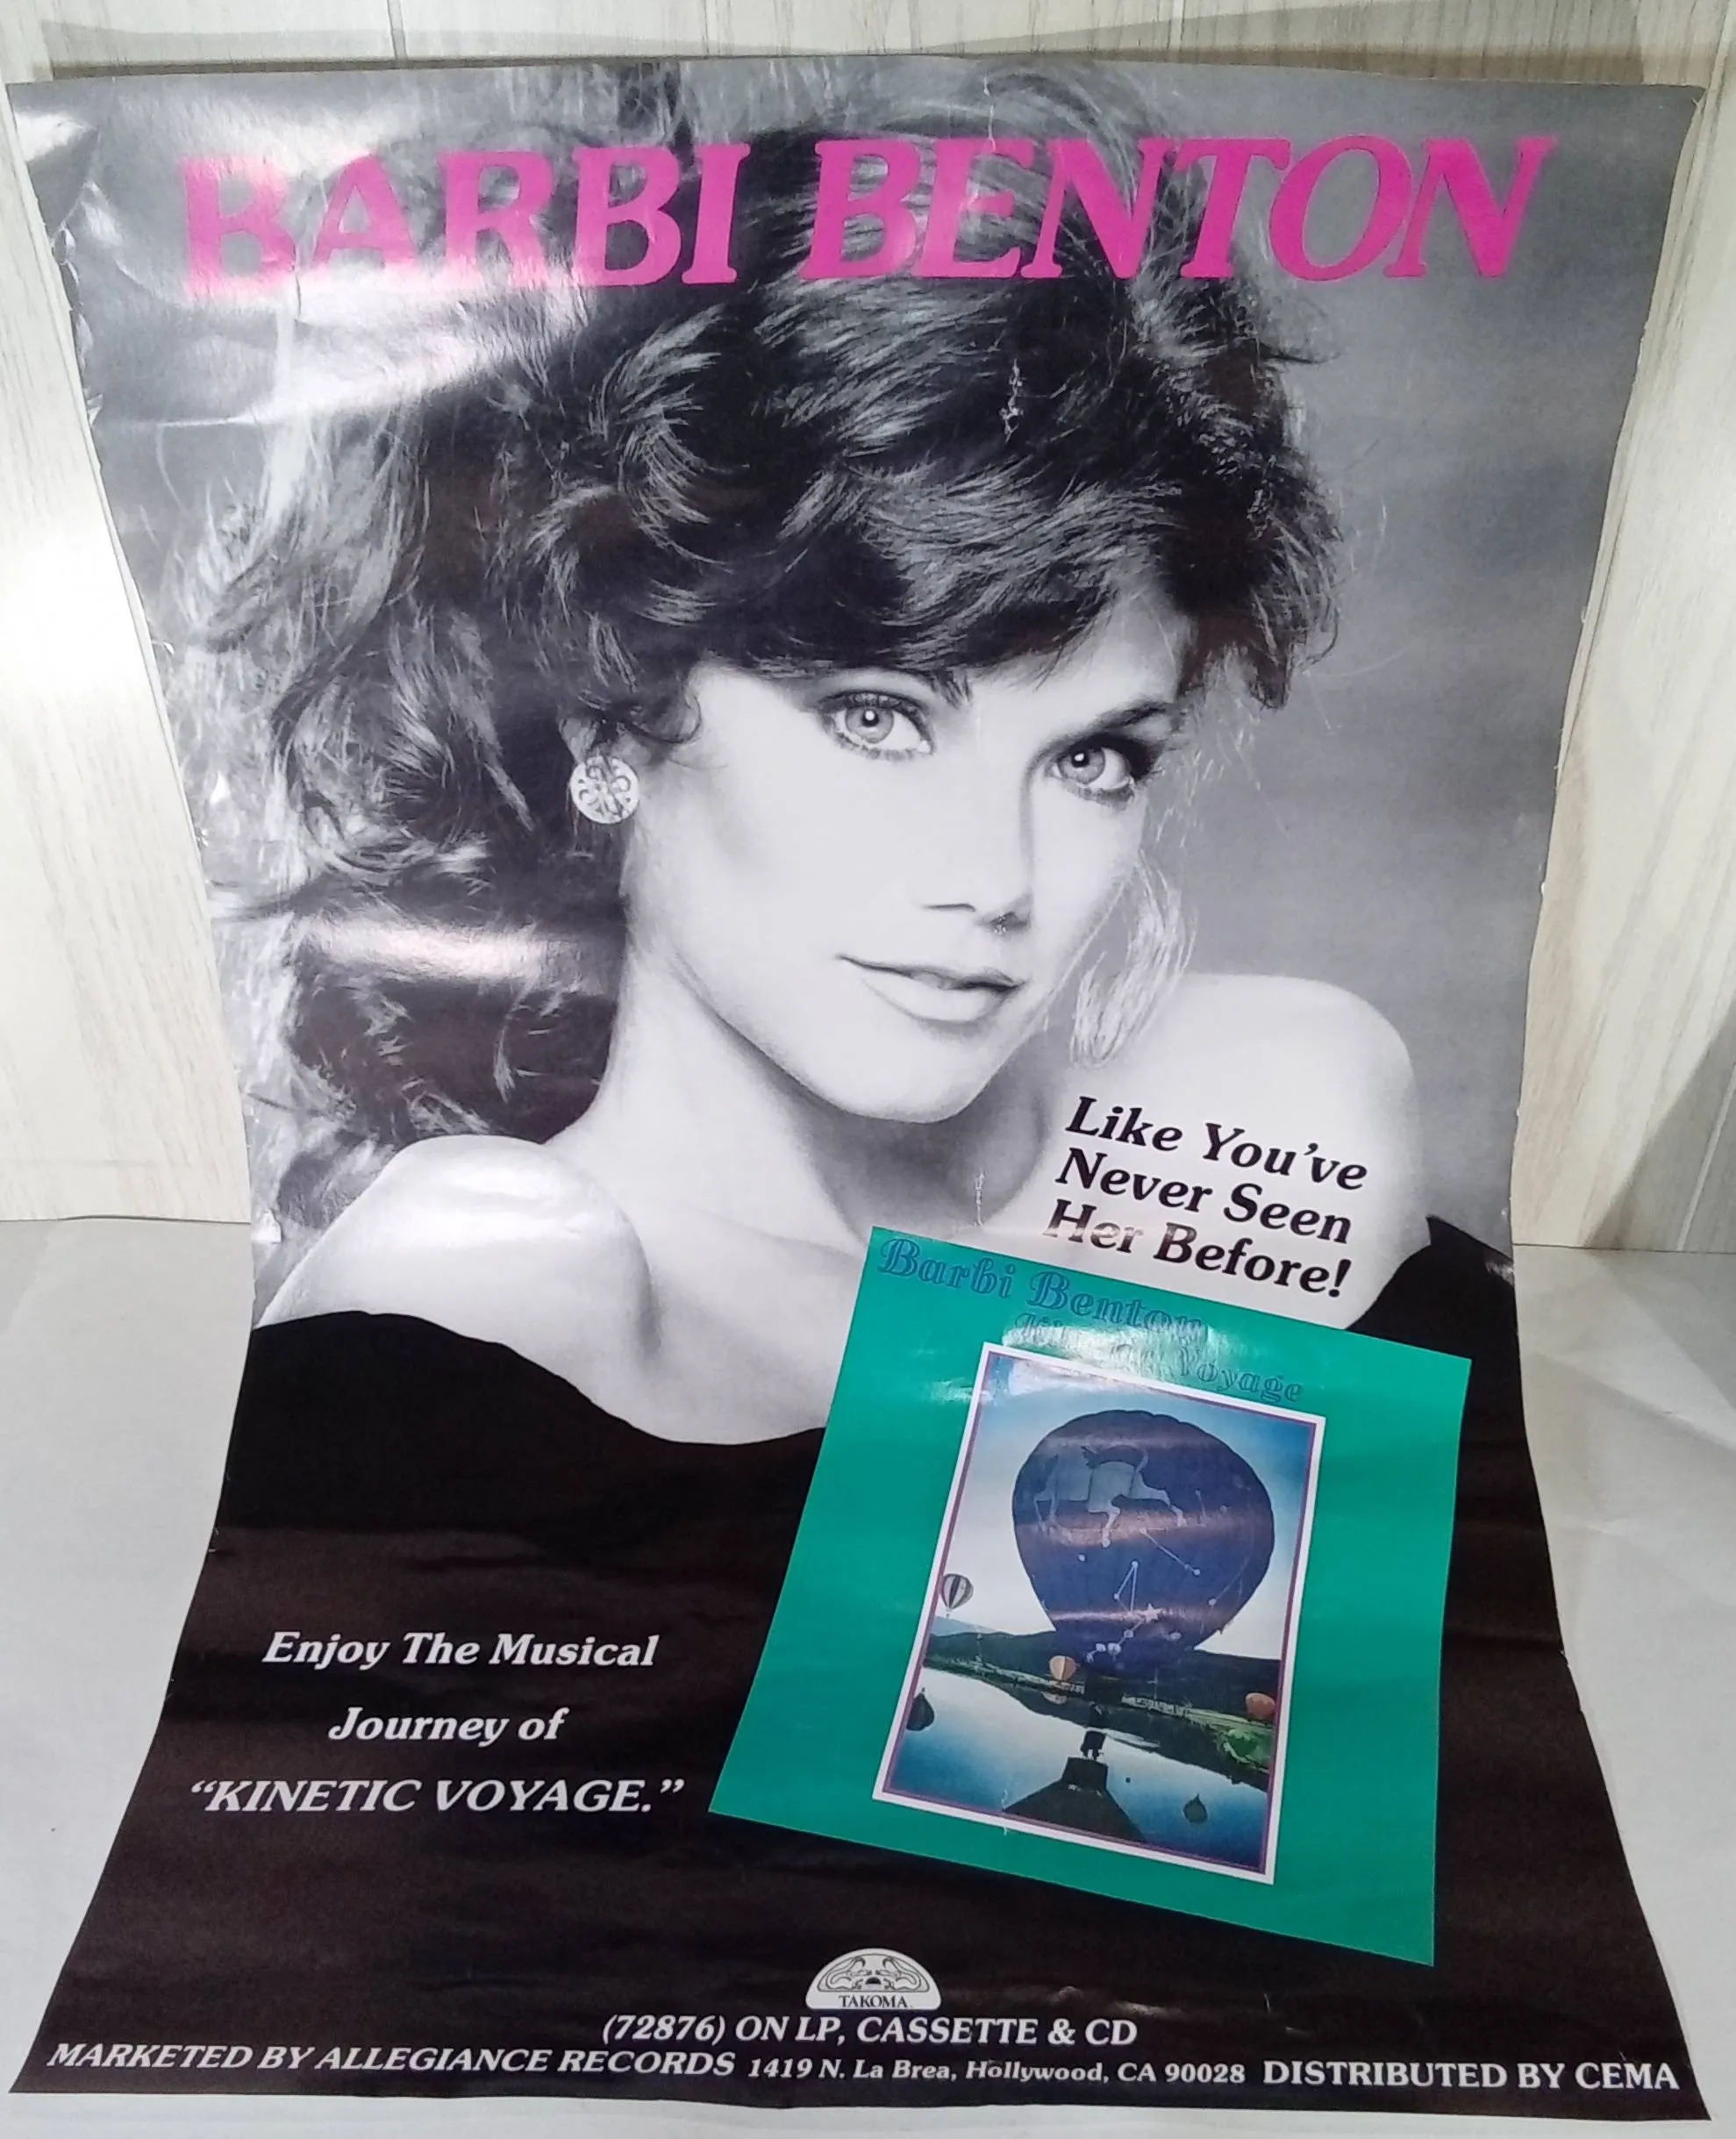 BARBI BENTON
Like You've
Never Seen
Her Before!
Barbi Benton
Voyage
Enjoy The Musical
Journey of
“KINETIC VOYAGE.”
TAKOMA
(72876) ON LP, CASSETTE & CD
MARKETED BY ALLEGIANCE RECORDS 1419 N. La Brea, Hollywood, CA 90028 DISTRIBUTED BY CEMA